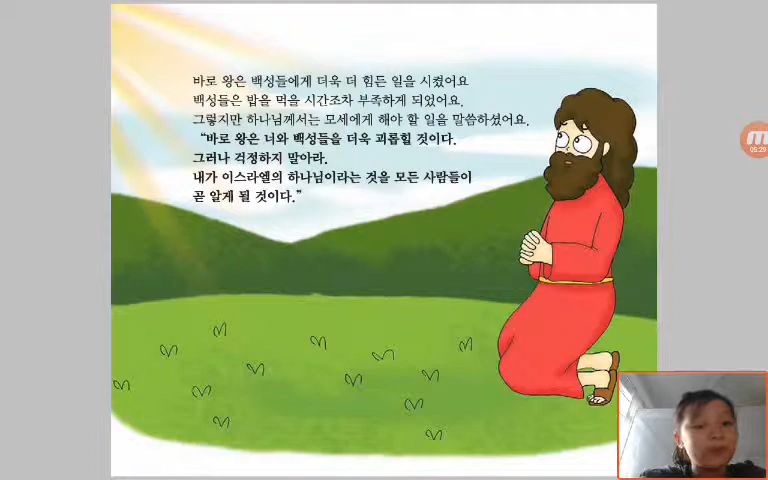 바로 왕은 백성들에게 더욱 더 힘든 일을 시켰어요
백성들은 밥을 먹을 시간조차 부족하게 되었어요.
그렇지만 하나님께서는 모세에게 해야 할 일을 말씀하셨어요.
“바로 왕은 너와 백성들을 더욱 괴롭힐 것이다.
그러나 걱정하지 말아라.
내가 이스라엘의 하나님이라는 것을 모든 사람들이
곧 알게 될 것이다.”
05:29